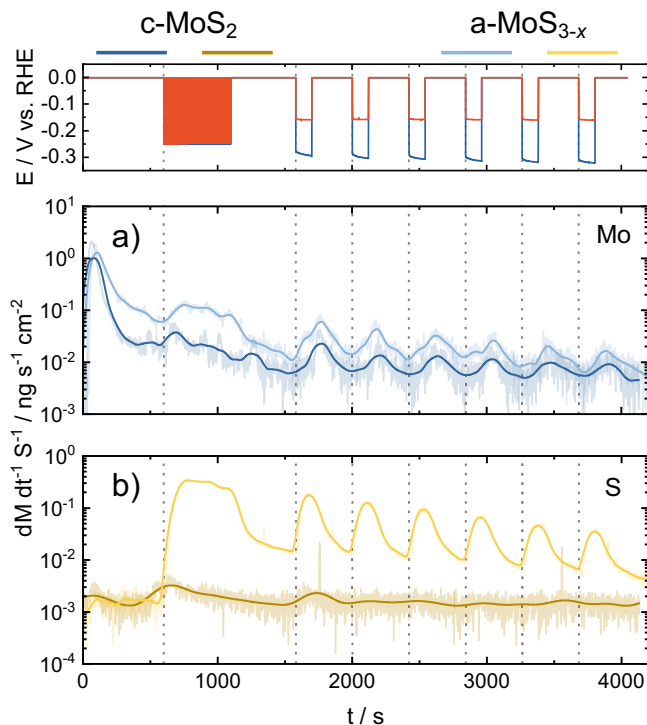 c-MoS₂ a-MoS₃₋ₓ
E / V vs. RHE
0.0
-0.1
-0.2
-0.3
dM dt⁻¹ S⁻¹ / ng s⁻¹ cm⁻²
a) Mo
10¹
10⁰
10⁻¹
10⁻²
10⁻³
b) S
10⁰
10⁻¹
10⁻²
10⁻³
10⁻⁴
0 1000 2000 3000 4000
t / s